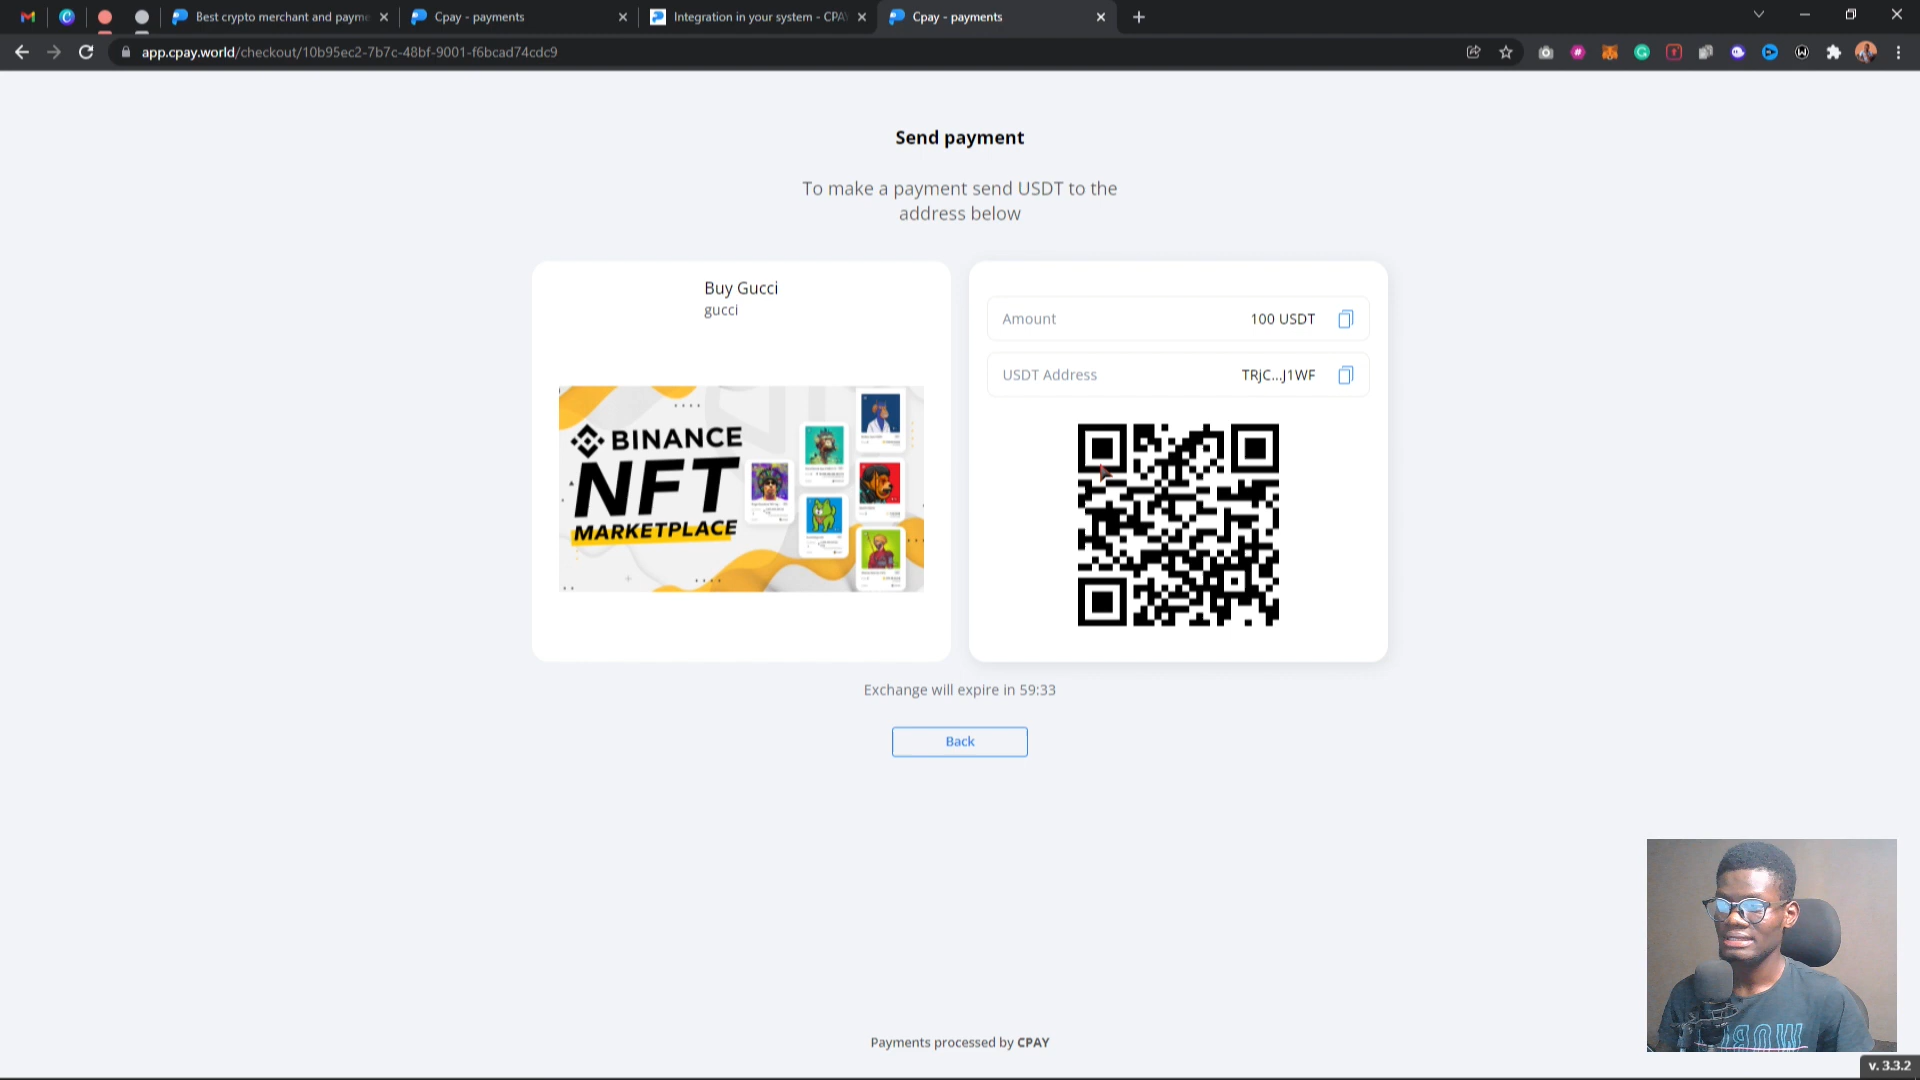 Best crypto merchant and payme
Cpay - payments
Integration in your system - CPA
Cpay - payments
app.cpay.world/checkout/10b95ec2-7b7c-48bf-9001-f6bcad74cdc9
Send payment
To make a payment send USDT to the
address below
Buy Gucci
gucci
BINANCE
NFT
MARKETPLACE
Amount
100 USDT
USDT Address
TRJC...J1WF
Exchange will expire in 59:33
Back
Payments processed by CPAY
v. 3.3.2